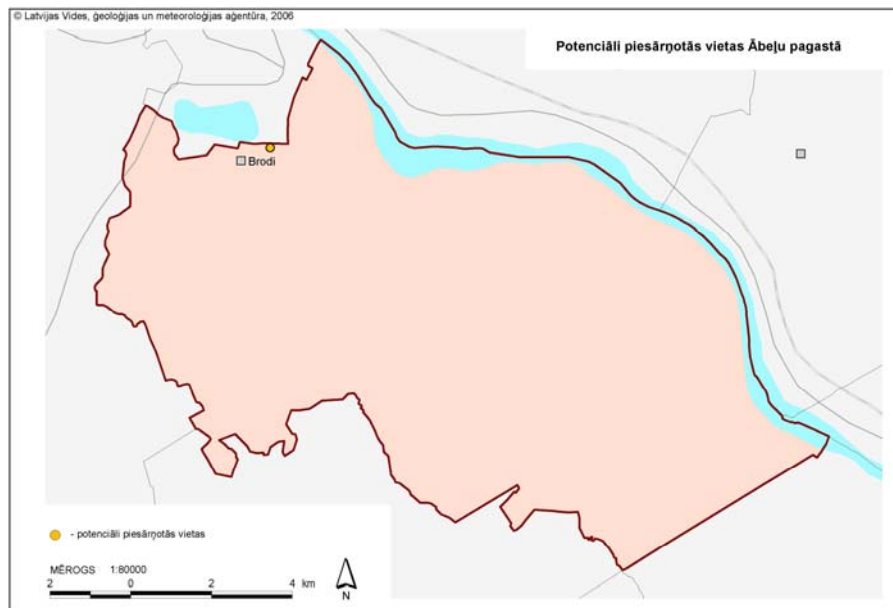 © Latvijas Vides, ģeoloģijas un meteoroloģijas aģentūra, 2006
Potenciāli piesārņotās vietas Ābeļu pagastā
Brodi
- potenciāli piesārņotās vietas
MĒROGS 1:80000
2 0 2 4 km
N